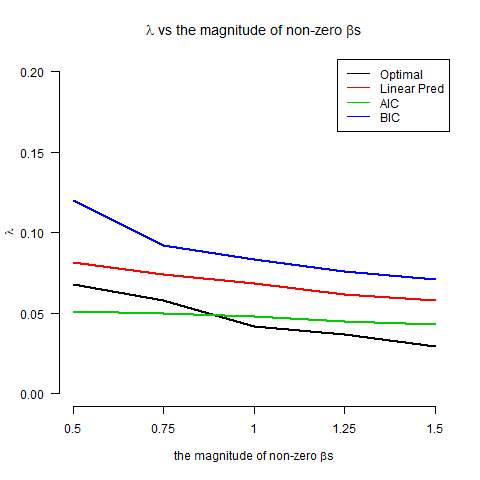 λ vs the magnitude of non-zero βs
Optimal
Linear Pred
AIC
BIC
0.20
0.15
0.10
0.05
0.00
λ
0.5 0.75 1 1.25 1.5
the magnitude of non-zero βs